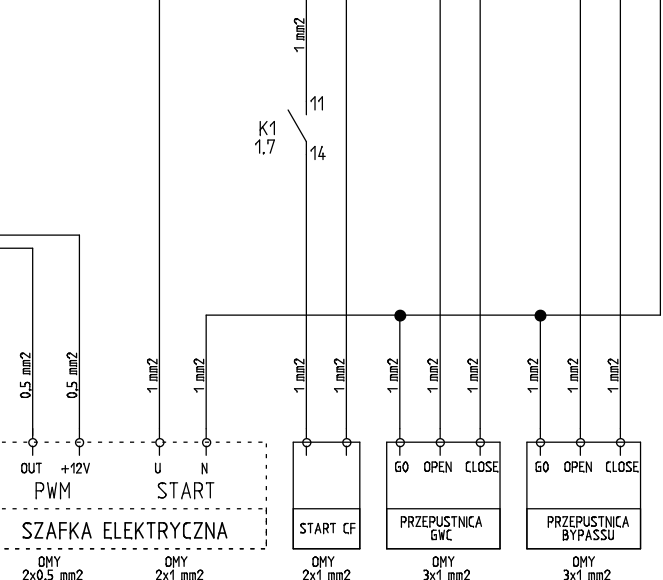 1 mm2
11
K1
1.7
14
0,5 mm2
0,5 mm2
1 mm2
1 mm2
1 mm2
1 mm2
1 mm2
1 mm2
1 mm2
1 mm2
1 mm2
1 mm2
OUT +12V U N G0 OPEN CLOSE G0 OPEN CLOSE
PWM START
SZAFKA ELEKTRYCZNA
START CF
PRZEPUSTNICA
GWC
PRZEPUSTNICA
BYPASSU
OMY
2x0,5 mm2
OMY
2x1 mm2
OMY
2x1 mm2
OMY
3x1 mm2
OMY
3x1 mm2